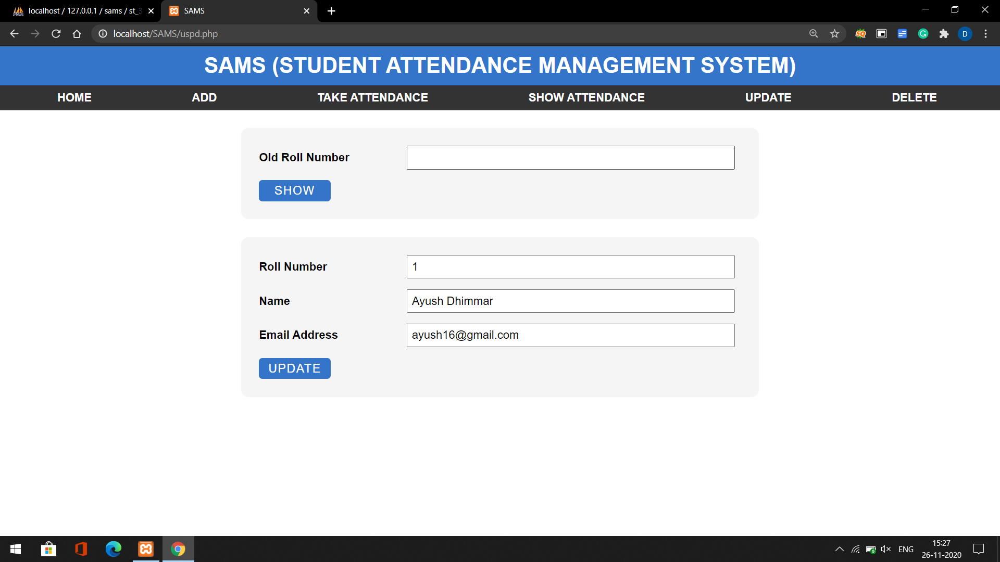 localhost / 127.0.0.1 / sams / st_3
SAMS
localhost/SAMS/uspd.php
SAMS (STUDENT ATTENDANCE MANAGEMENT SYSTEM)
HOME ADD TAKE ATTENDANCE SHOW ATTENDANCE UPDATE DELETE
Old Roll Number
SHOW
Roll Number 1
Name Ayush Dhimmar
Email Address ayush16@gmail.com
UPDATE
ENG
15:27
26-11-2020
SQ
G
D